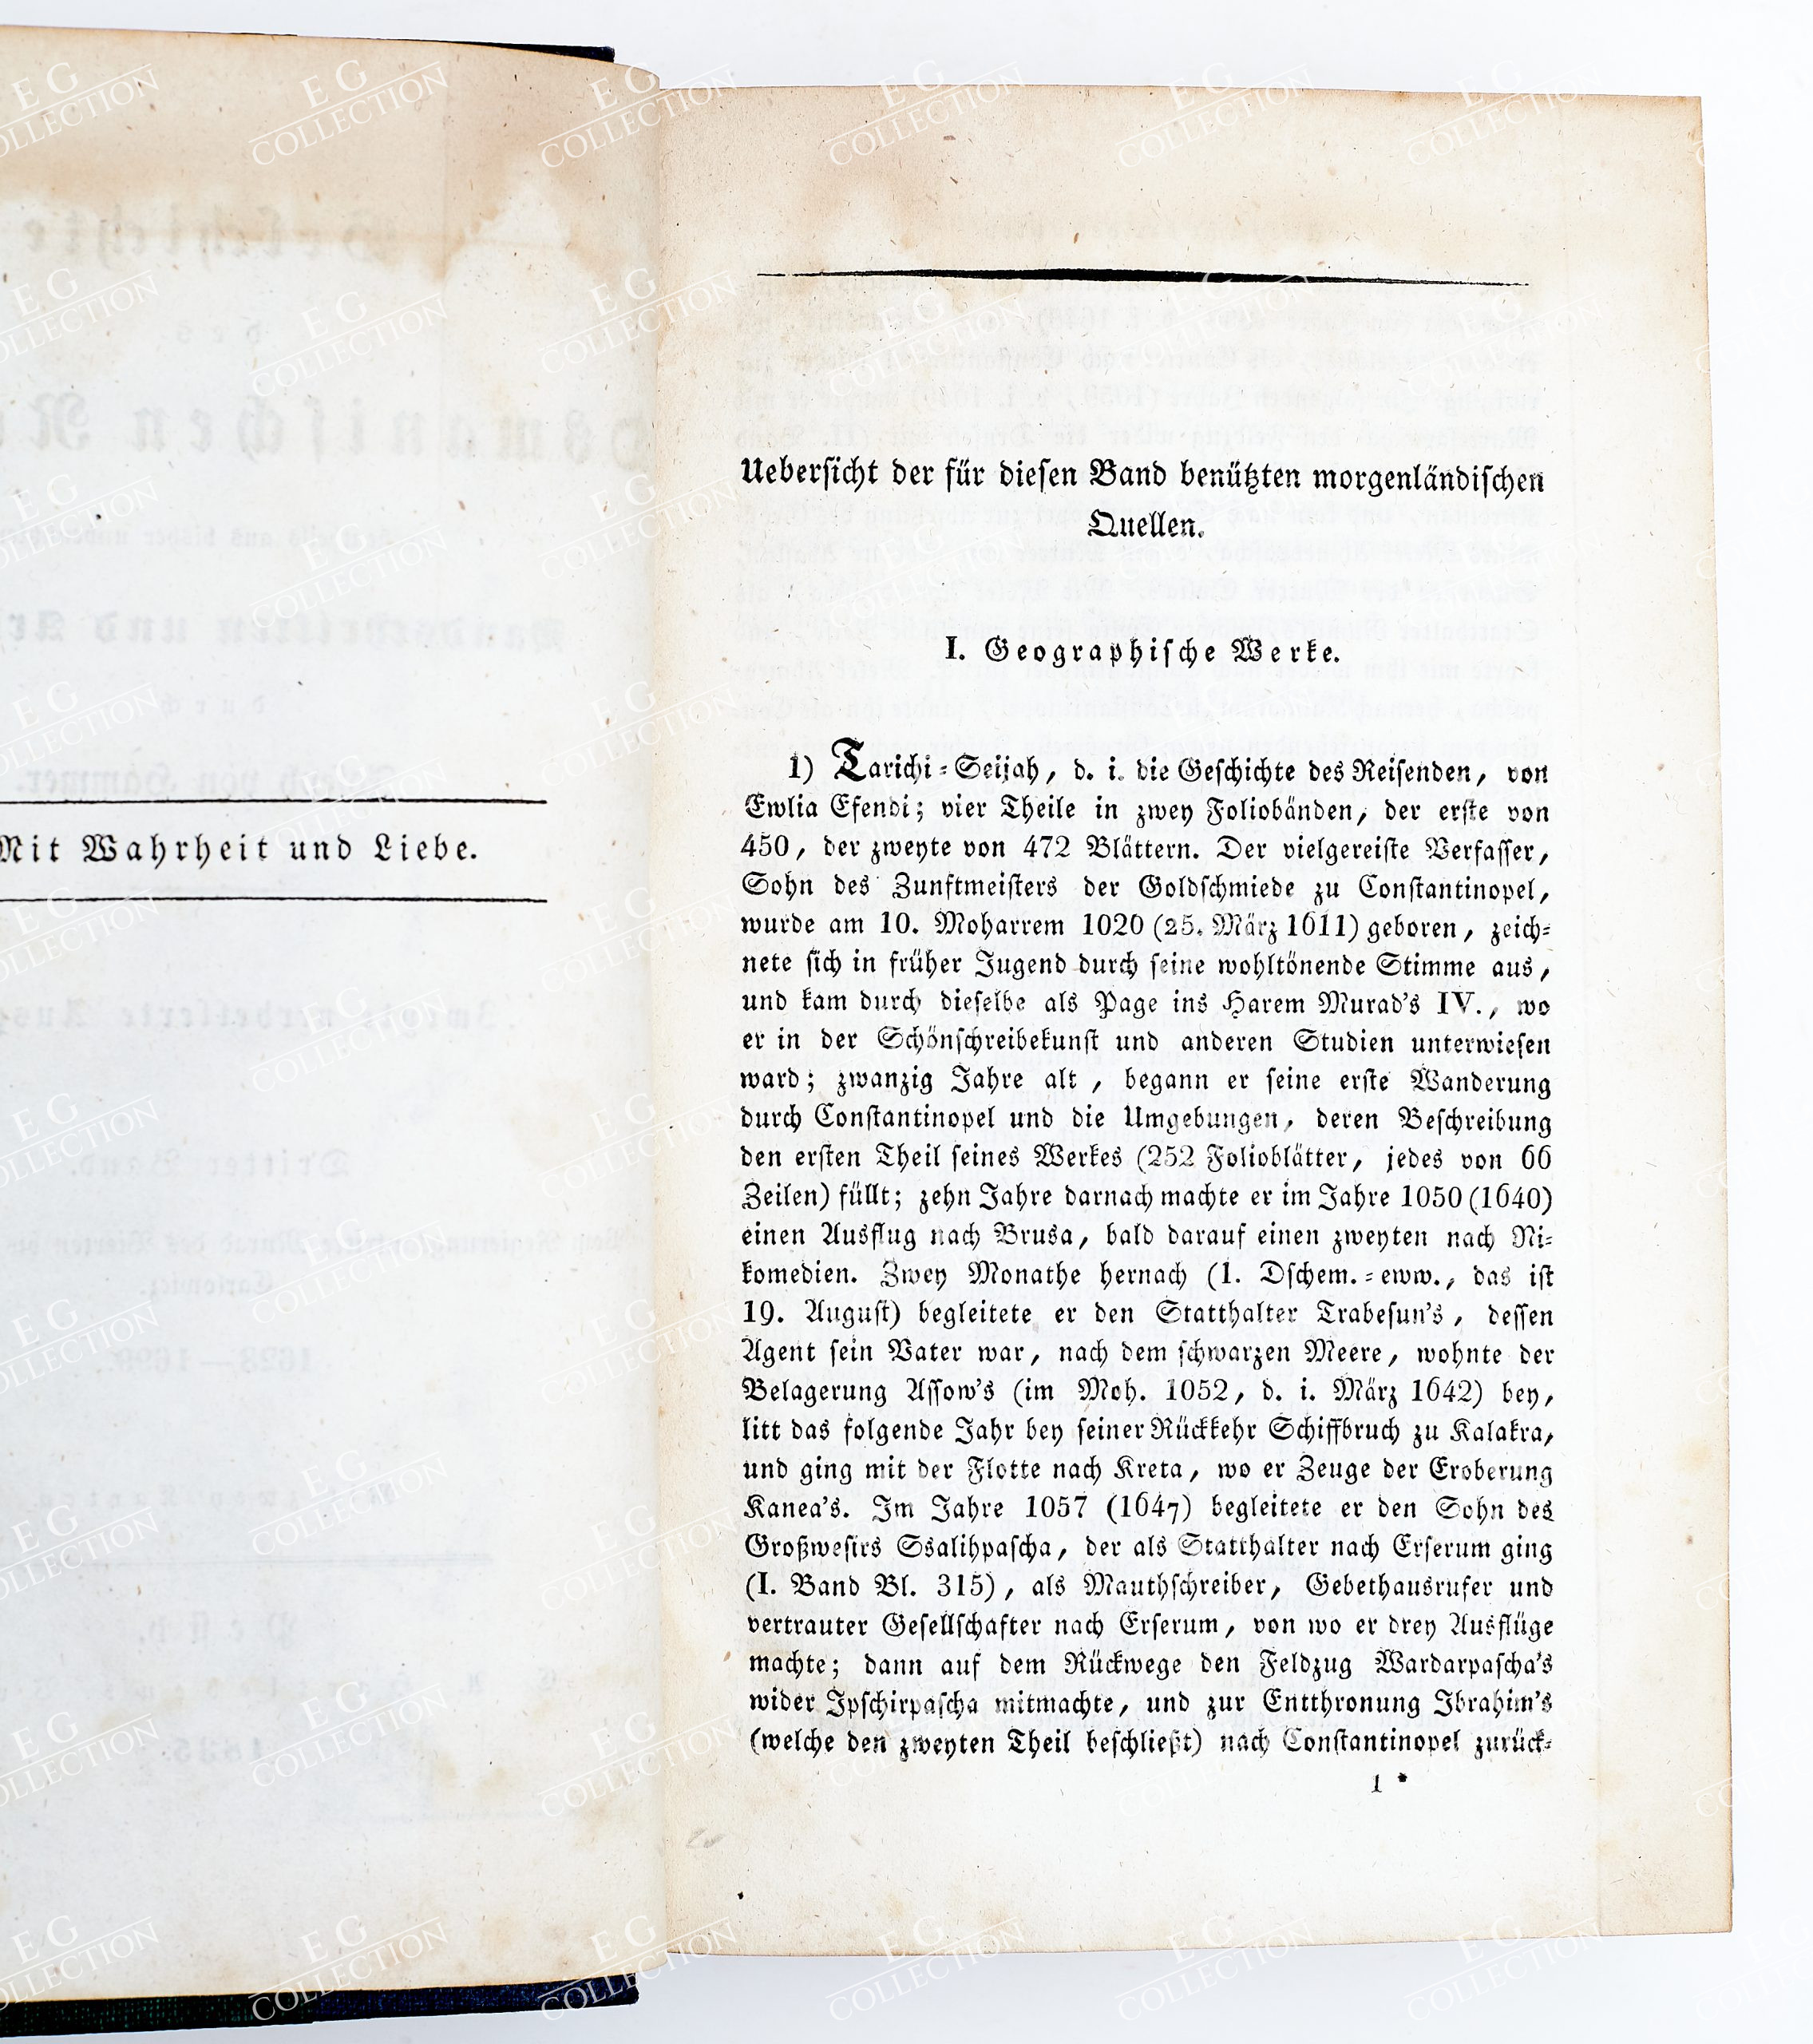 Mit Wahrheit und Liebe.
Uebersicht der für diesen Band benützten morgenländischen
Quellen.
I. Geographische Werke.
1) Tarichi-Seijah, d. i. die Geschichte des Reisenden, von
Ewlia Efendi; vier Theile in zwey Foliobänden, der erste von
450, der zweyte von 472 Blättern. Der vielgereiste Verfasser,
Sohn des Zunftmeisters der Goldschmiede zu Constantinopel,
wurde am 10. Moharrem 1020 (25. März 1611) geboren, zeich-
nete sich in früher Jugend durch seine wohltönende Stimme aus,
und kam durch dieselbe als Page ins Harem Murad's IV., wo
er in der Schönschreibekunst und anderen Studien unterwiesen
ward; zwanzig Jahre alt, begann er seine erste Wanderung
durch Constantinopel und die Umgebungen, deren Beschreibung
den ersten Theil seines Werkes (252 Folioblätter, jedes von 66
Zeilen) füllt; zehn Jahre darnach machte er im Jahre 1050 (1640)
einen Ausflug nach Brusa, bald darauf einen zweyten nach Ni-
komedien. Zwey Monathe hernach (1. Dschem.-eww., das ist
19. August) begleitete er den Statthalter Trabesun's, dessen
Agent sein Vater war, nach dem schwarzen Meere, wohnte der
Belagerung Assow's (im Moh. 1052, d. i. März 1642) bey,
litt das folgende Jahr bey seiner Rückkehr Schiffbruch zu Kalakra,
und ging mit der Flotte nach Kreta, wo er Zeuge der Eroberung
Kanea's. Im Jahre 1057 (1647) begleitete er den Sohn des
Großwesirs Ssalihpascha, der als Statthalter nach Erserum ging
(I. Band Bl. 315), als Mauthschreiber, Gebethausrufer und
vertrauter Gesellschafter nach Erserum, von wo er drey Ausflüge
machte; dann auf dem Rückwege den Feldzug Wardarpascha's
wider Ipschirpascha mitmachte, und zur Entthronung Ibrahim's
(welche den zweyten Theil beschließt) nach Constantinopel zurück-
1 *
E G
COLLECTION